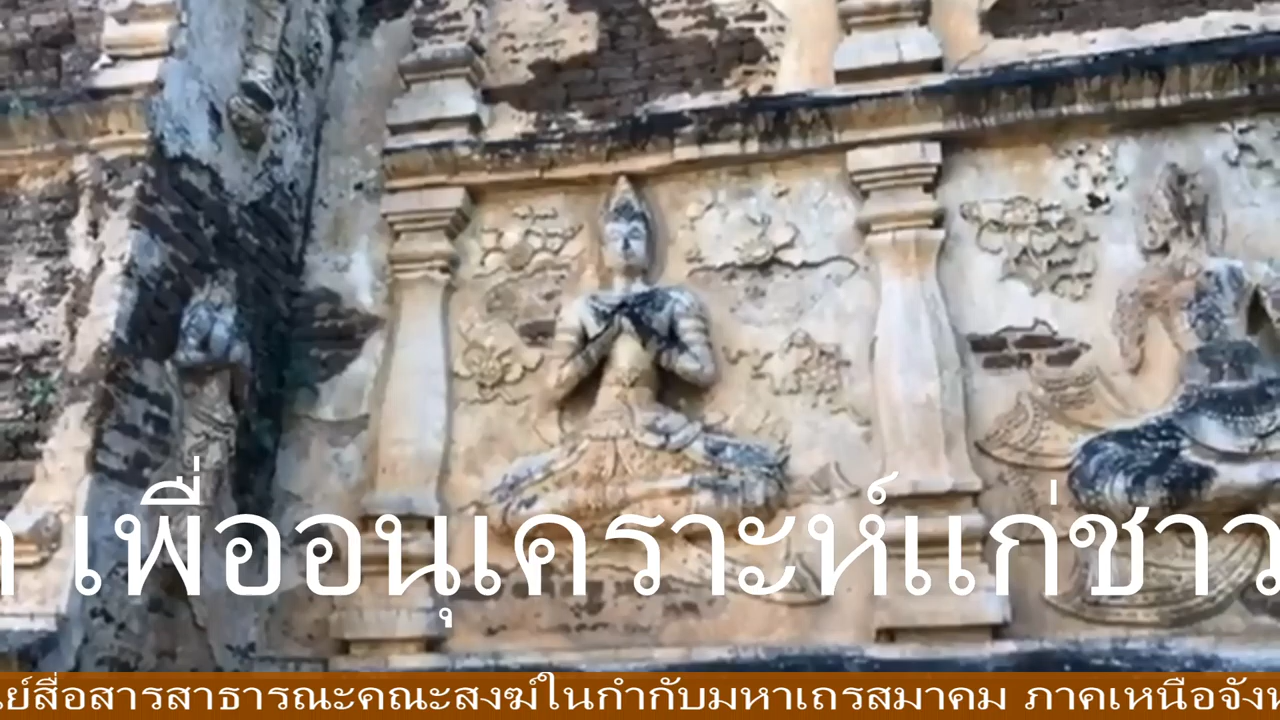 เพื่ออนุเคราะห์แก่ชาว
ย์สื่อสารสาธารณะคณะสงฆ์ในกำกับมหาเถรสมาคม ภาคเหนือจังห